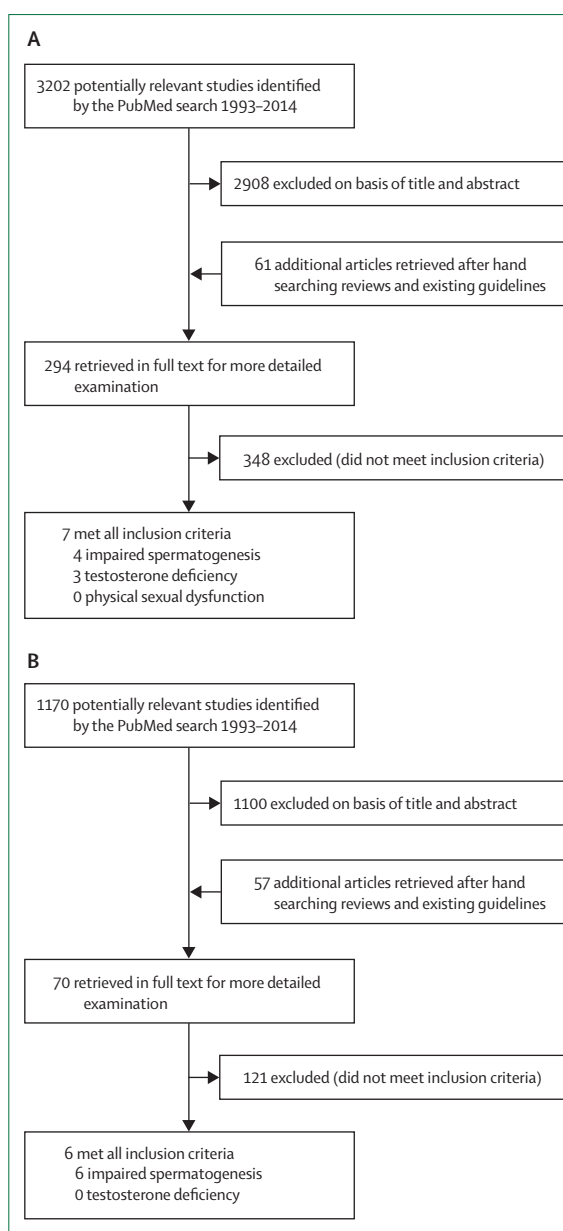 A
3202 potentially relevant studies identified
by the PubMed search 1993–2014
2908 excluded on basis of title and abstract
61 additional articles retrieved after hand
searching reviews and existing guidelines
294 retrieved in full text for more detailed
examination
348 excluded (did not meet inclusion criteria)
7 met all inclusion criteria
4 impaired spermatogenesis
3 testosterone deficiency
0 physical sexual dysfunction
B
1170 potentially relevant studies identified
by the PubMed search 1993–2014
1100 excluded on basis of title and abstract
57 additional articles retrieved after hand
searching reviews and existing guidelines
70 retrieved in full text for more detailed
examination
121 excluded (did not meet inclusion criteria)
6 met all inclusion criteria
6 impaired spermatogenesis
0 testosterone deficiency